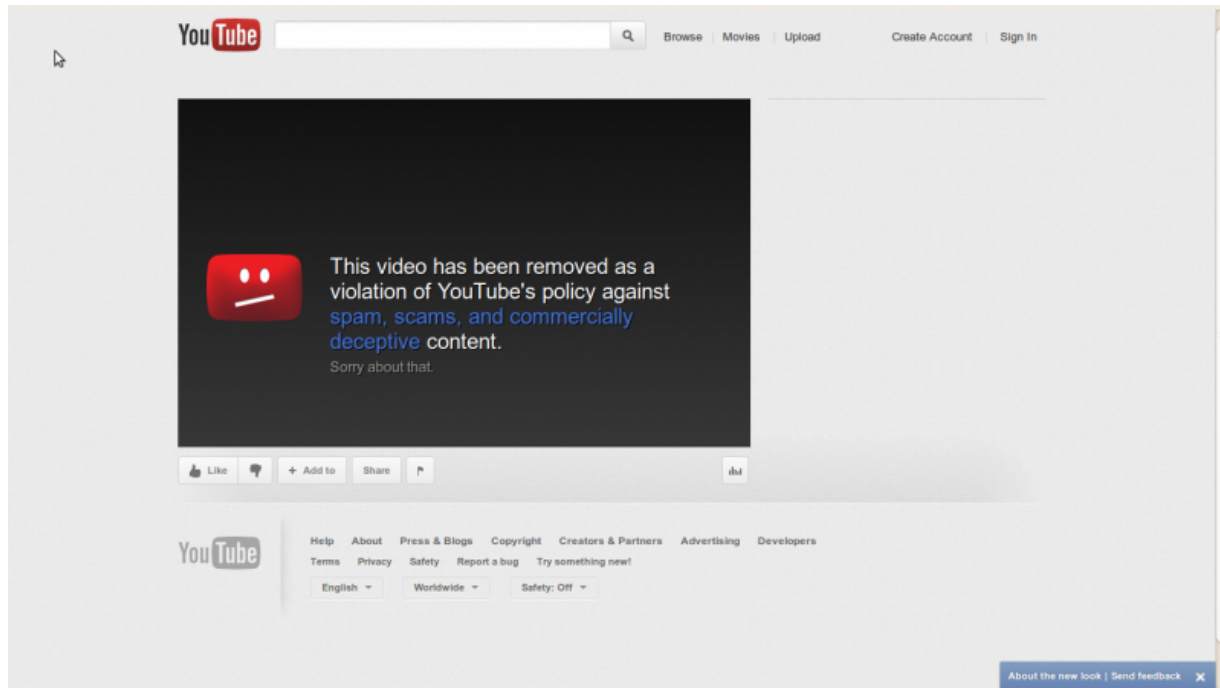 YouTube Browse Movies Upload Create Account Sign In
This video has been removed as a
violation of YouTube's policy against
spam, scams, and commercially
deceptive content.
Sorry about that.
Like + Add to Share
YouTube
Help About Press & Blogs Copyright Creators & Partners Advertising Developers
Terms Privacy Safety Report a bug Try something new!
English Worldwide Safety: Off
About the new look | Send feedback X